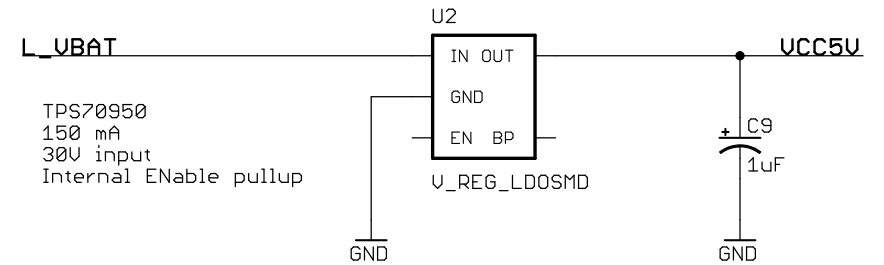 U2
L_VBAT
IN OUT
VCC5V
GND
TPS70950
150 mA
30V input
Internal ENable pullup
EN BP
+ C9
1uF
V_REG_LDOSMD
GND
GND